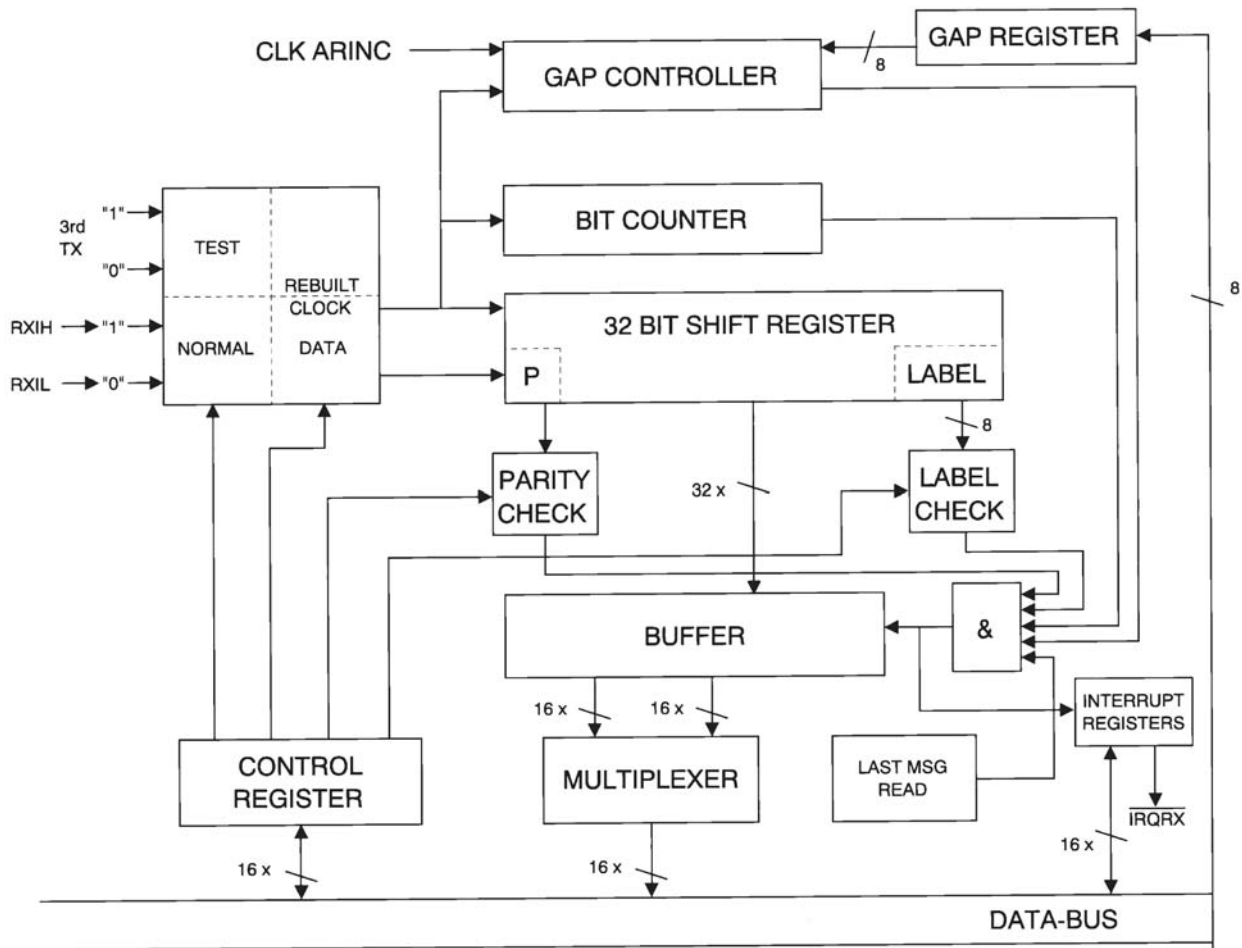 CLK ARINC
GAP CONTROLLER
8
GAP REGISTER
3rd
TX
"1"
"0"
TEST
REBUILT
CLOCK
BIT COUNTER
8
RXIH
"1"
RXIL
"0"
NORMAL
DATA
32 BIT SHIFT REGISTER
P
LABEL
8
PARITY
CHECK
32 x
LABEL
CHECK
BUFFER
&
16 x
16 x
INTERRUPT
REGISTERS
CONTROL
REGISTER
MULTIPLEXER
LAST MSG
READ
IRQRX
16 x
16 x
16 x
DATA-BUS